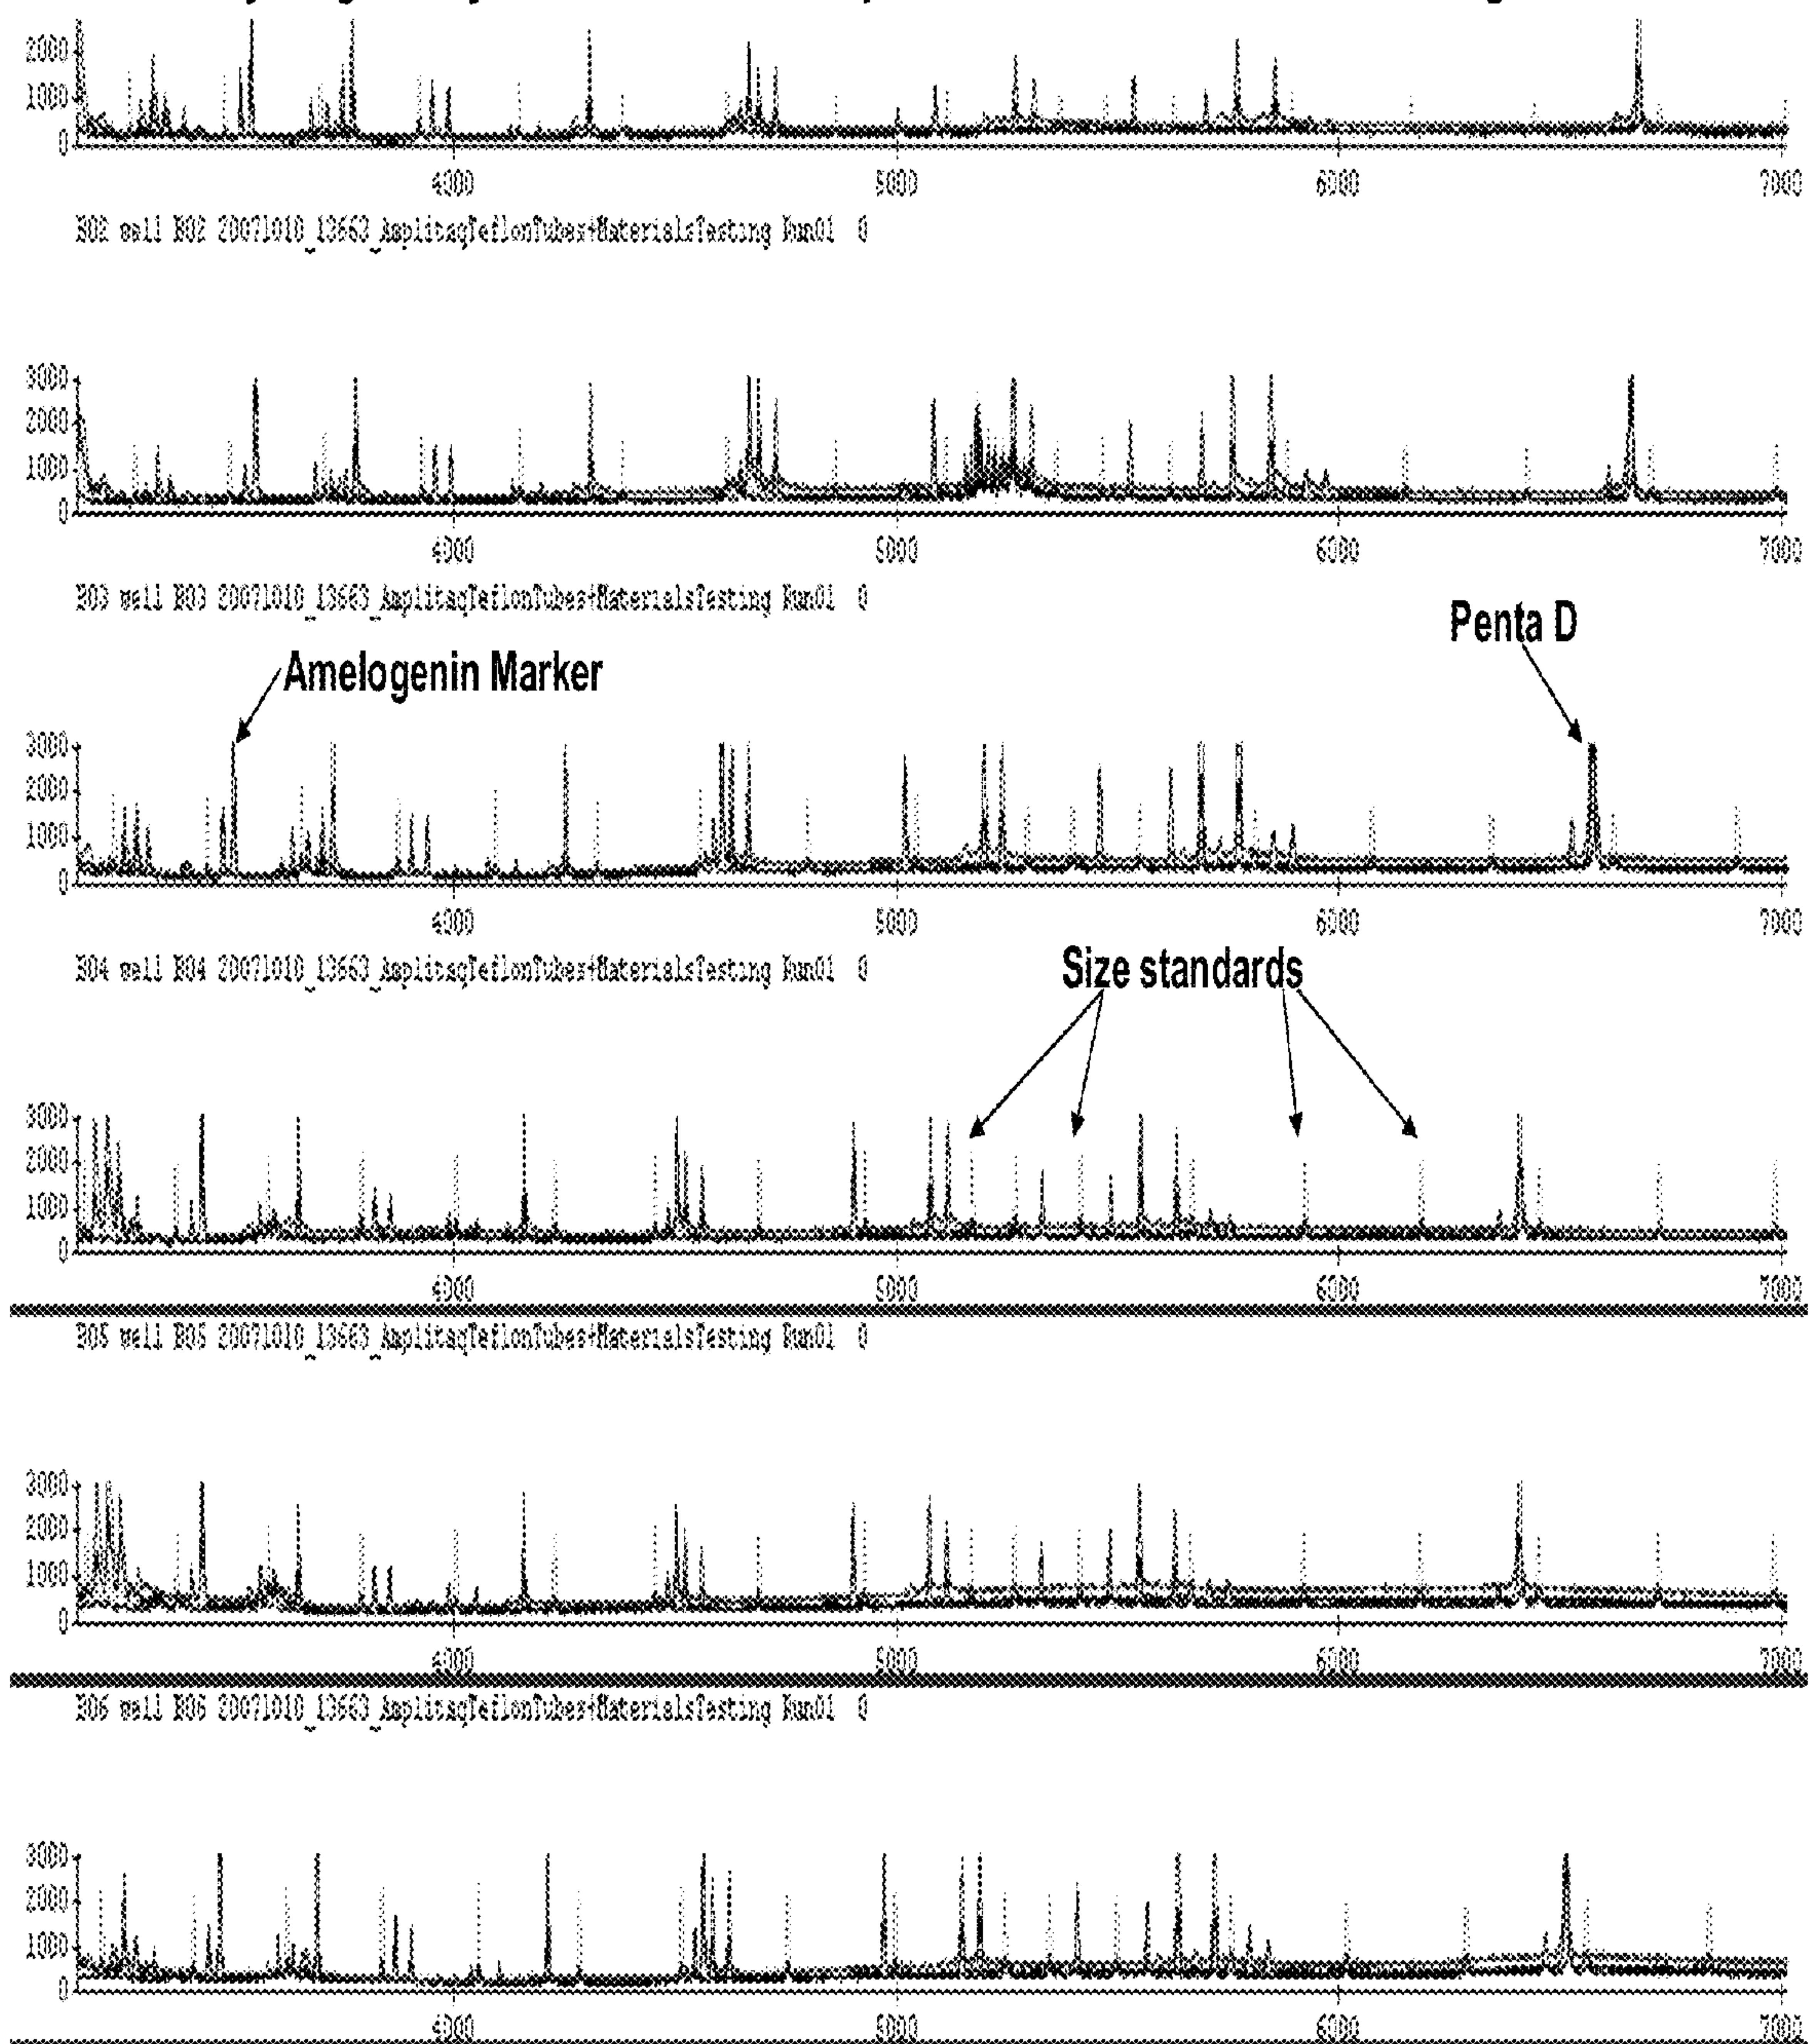 2000
1000
0
4000 5000 6000 7000
B02 well B02 20071010_13663_AmplitaqTeflonTubes+MaterialsTesting Run01 0
3000
2000
1000
0
4000 5000 6000 7000
B03 well B03 20071010_13663_AmplitaqTeflonTubes+MaterialsTesting Run01 0
Penta D
Amelogenin Marker
3000
2000
1000
0
4000 5000 6000 7000
B04 well B04 20071010_13663_AmplitaqTeflonTubes+MaterialsTesting Run01 0
Size standards
3000
2000
1000
0
4000 5000 6000 7000
B05 well B05 20071010_13663_AmplitaqTeflonTubes+MaterialsTesting Run01 0
3000
2000
1000
0
4000 5000 6000 7000
B06 well B06 20071010_13663_AmplitaqTeflonTubes+MaterialsTesting Run01 0
3000
2000
1000
0
4000 5000 6000 7000